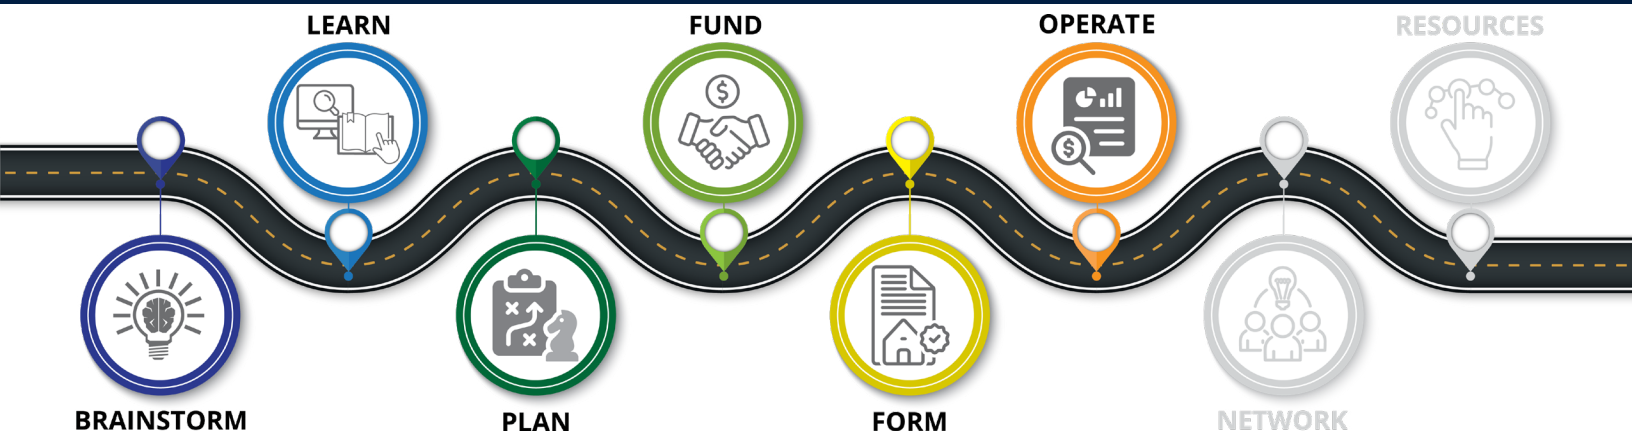 LEARN
FUND
OPERATE
RESOURCES
$
$
BRAINSTORM
PLAN
FORM
NETWORK